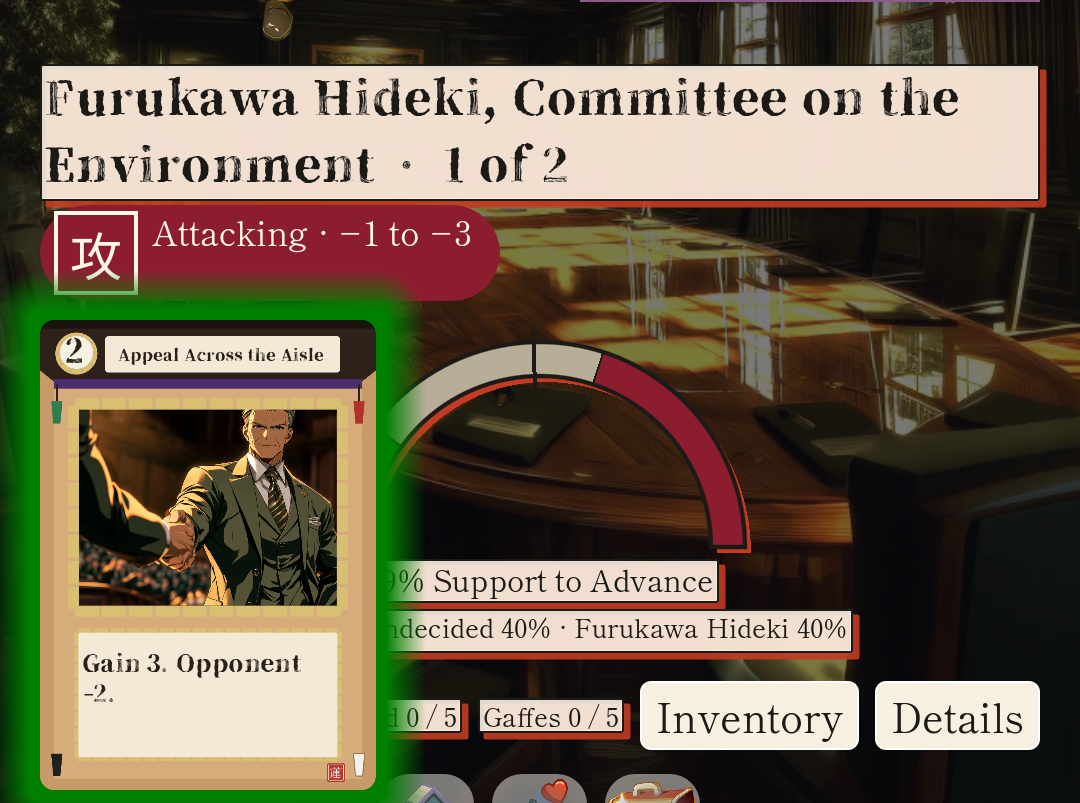 Furukawa Hideki, Committee on the
Environment · 1 of 2
攻 Attacking · −1 to −3
2 Appeal Across the Aisle
Gain 3. Opponent
-2.
9% Support to Advance
40% · Furukawa Hideki 40%
0 / 5 Gaffes 0 / 5 Inventory Details